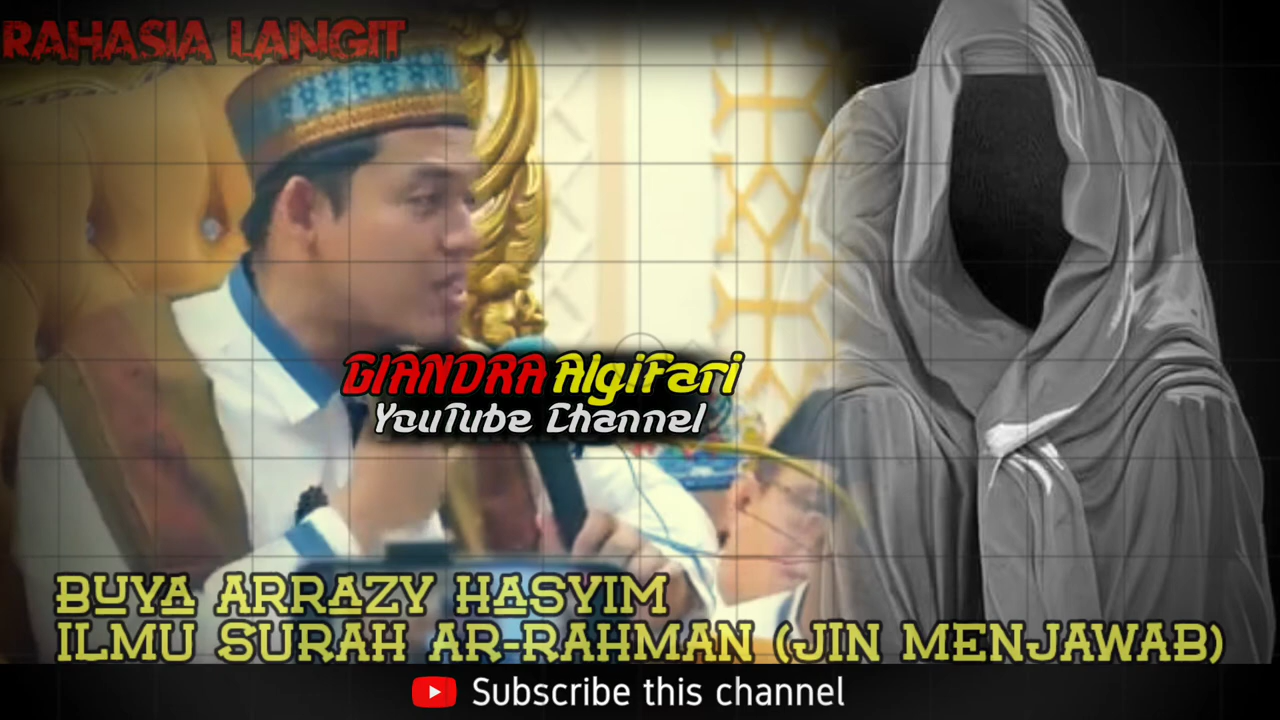 RAHASIA LANGIT
GIANDRA AlgiFari
YouTube Channel
BUYA ARRAZY HASYIM
ILMU SURAH AR-RAHMAN (JIN MENJAWAB)
Subscribe this channel